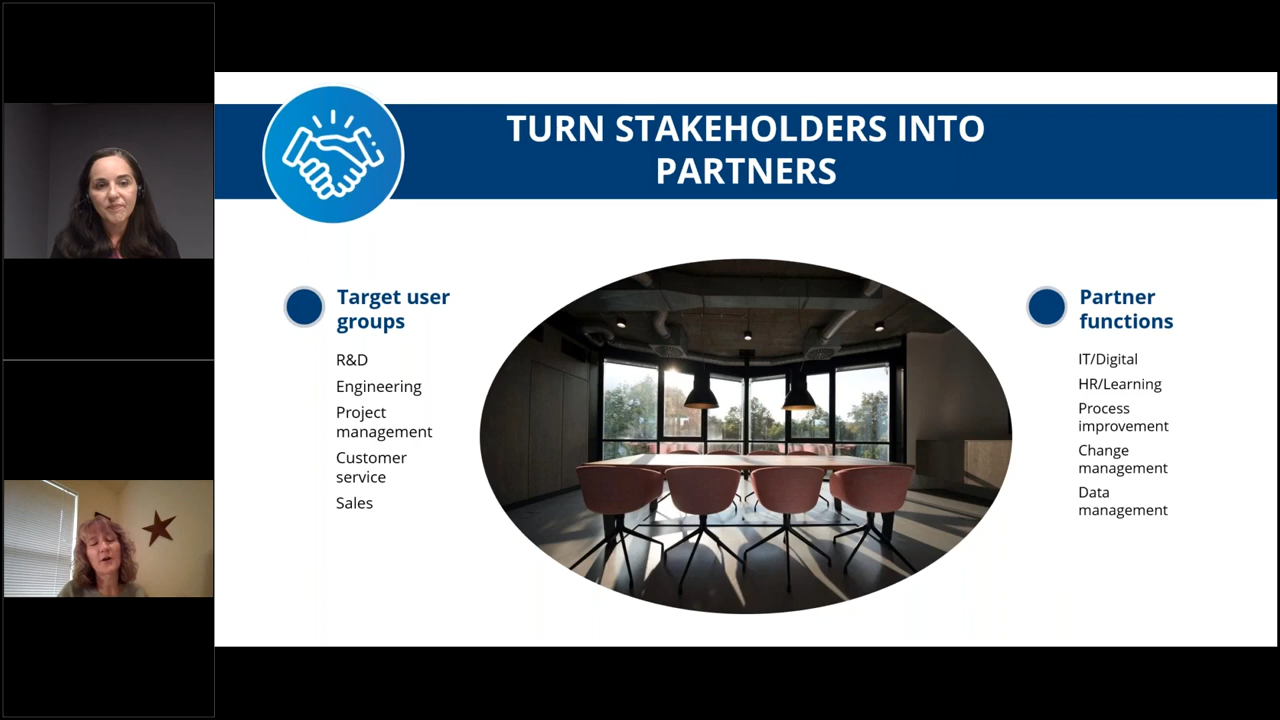 TURN STAKEHOLDERS INTO
PARTNERS
Target user
groups
R&D
Engineering
Project
management
Customer
service
Sales
Partner
functions
IT/Digital
HR/Learning
Process
improvement
Change
management
Data
management